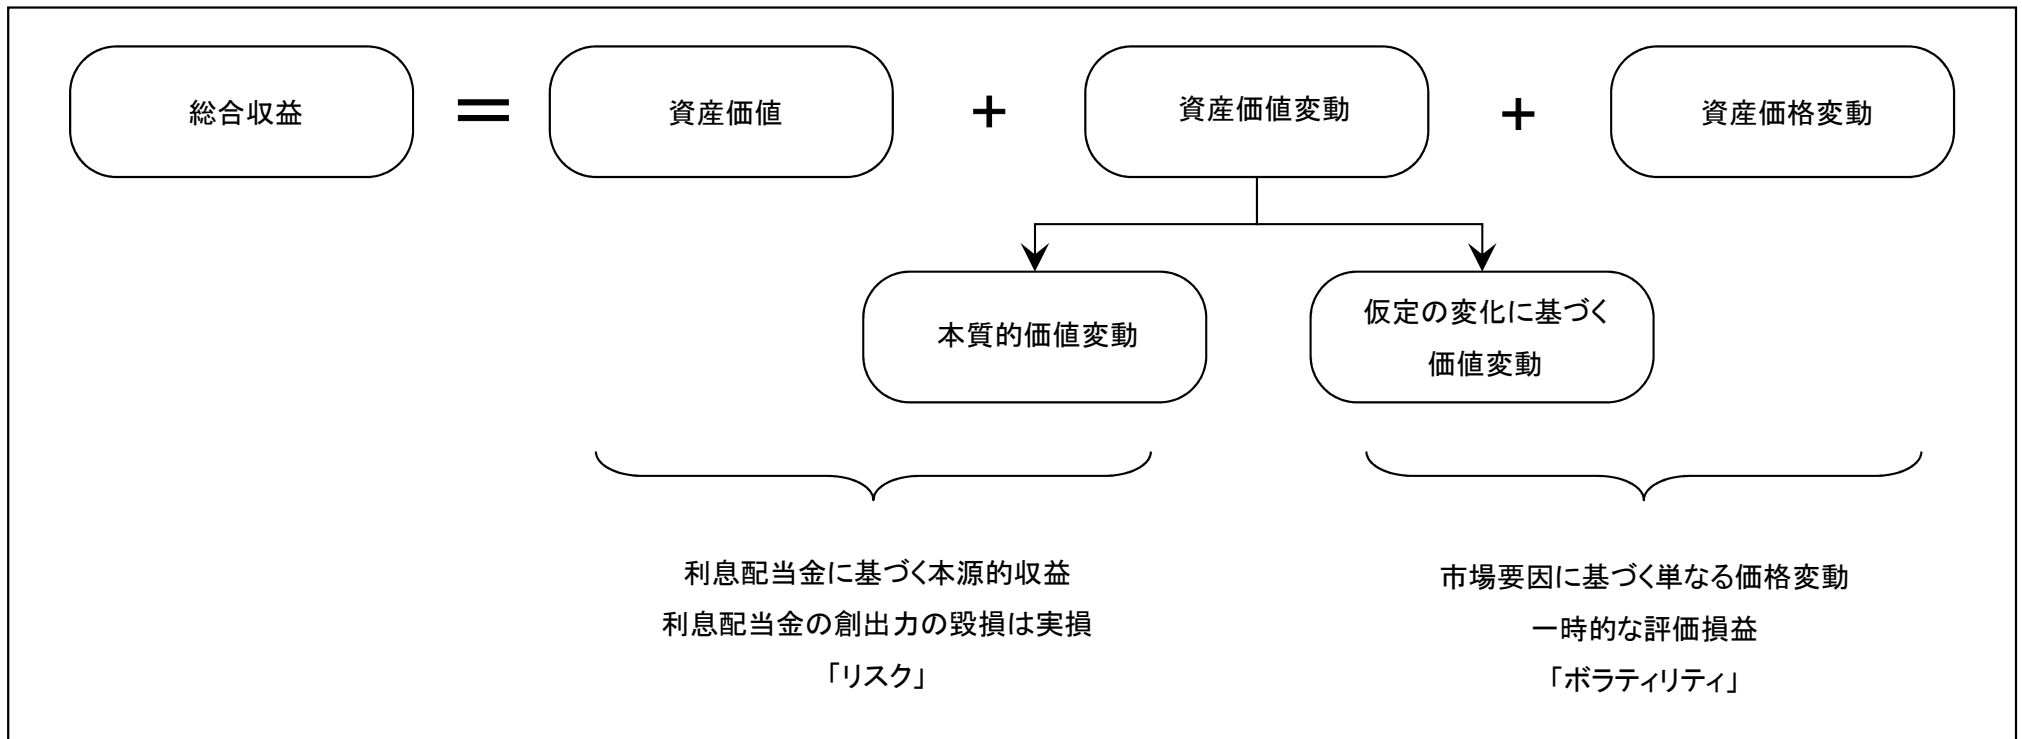 総合収益 = 資産価値 + 資産価値変動 + 資産価格変動
本質的価値変動
仮定の変化に基づく
価値変動
利息配当金に基づく本源的収益
利息配当金の創出力の毀損は実損
「リスク」
市場要因に基づく単なる価格変動
一時的な評価損益
「ボラティリティ」